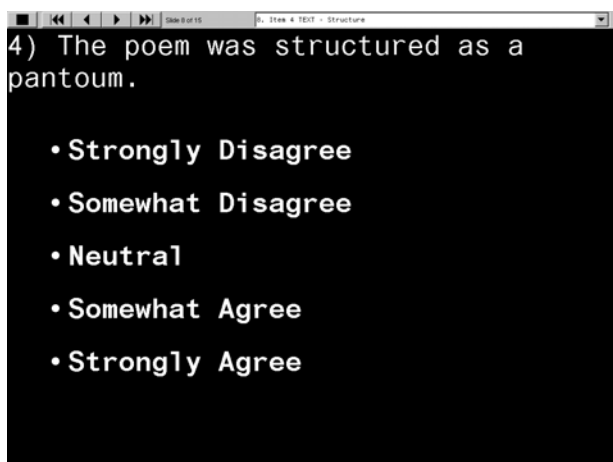 Slide 8 of 15
8. Item 4 TEXT - Structure
4) The poem was structured as a
pantoum.
•Strongly Disagree
•Somewhat Disagree
•Neutral
•Somewhat Agree
•Strongly Agree